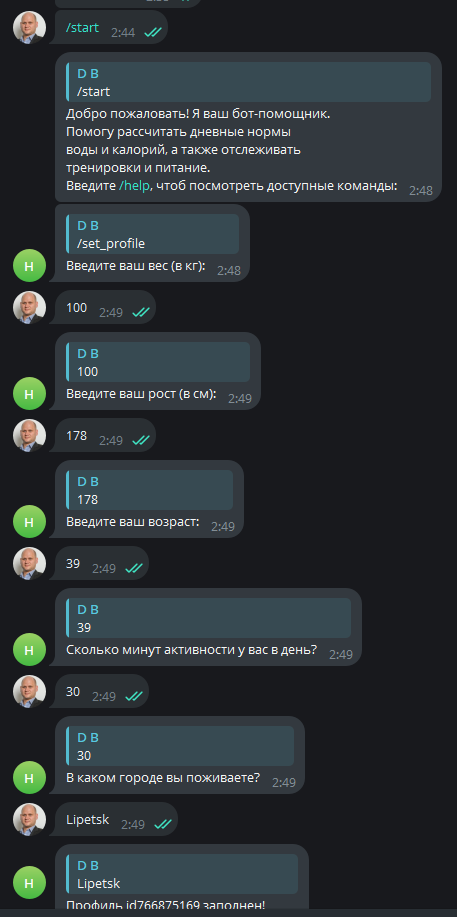 /start 2:44
D B
/start
Добро пожаловать! Я ваш бот-помощник.
Помогу рассчитать дневные нормы
воды и калорий, а также отслеживать
тренировки и питание.
Введите /help, чтоб посмотреть доступные команды: 2:48
D B
/set_profile
Н
Введите ваш вес (в кг): 2:48
100 2:49
D B
100
Н
Введите ваш рост (в см): 2:49
178 2:49
D B
178
Н
Введите ваш возраст: 2:49
39 2:49
D B
39
Н
Сколько минут активности у вас в день? 2:49
30 2:49
D B
30
Н
В каком городе вы поживаете? 2:49
Lipetsk 2:49
D B
Lipetsk
Н
Профиль id766875169 заполнен!